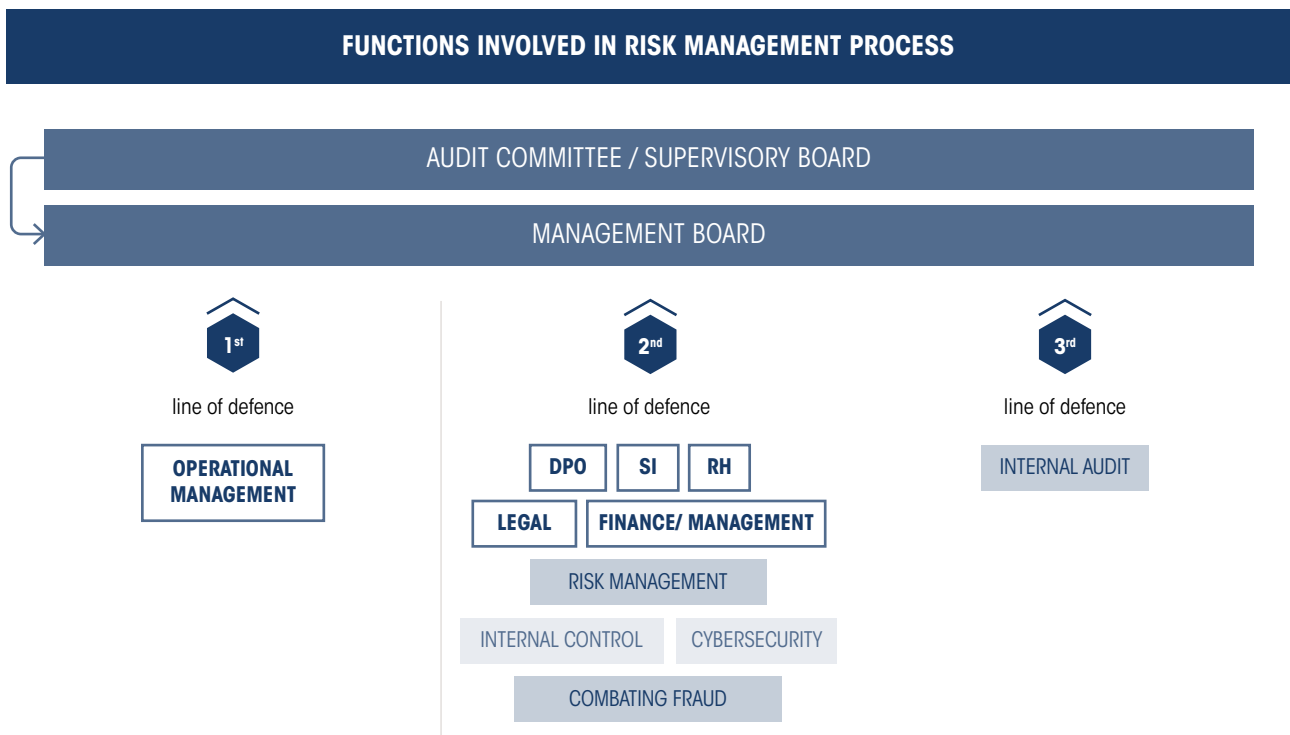 FUNCTIONS INVOLVED IN RISK MANAGEMENT PROCESS
AUDIT COMMITTEE / SUPERVISORY BOARD
MANAGEMENT BOARD
1st
line of defence
OPERATIONAL
MANAGEMENT
2nd
line of defence
DPO
SI
RH
LEGAL
FINANCE/ MANAGEMENT
RISK MANAGEMENT
INTERNAL CONTROL
CYBERSECURITY
COMBATING FRAUD
3rd
line of defence
INTERNAL AUDIT